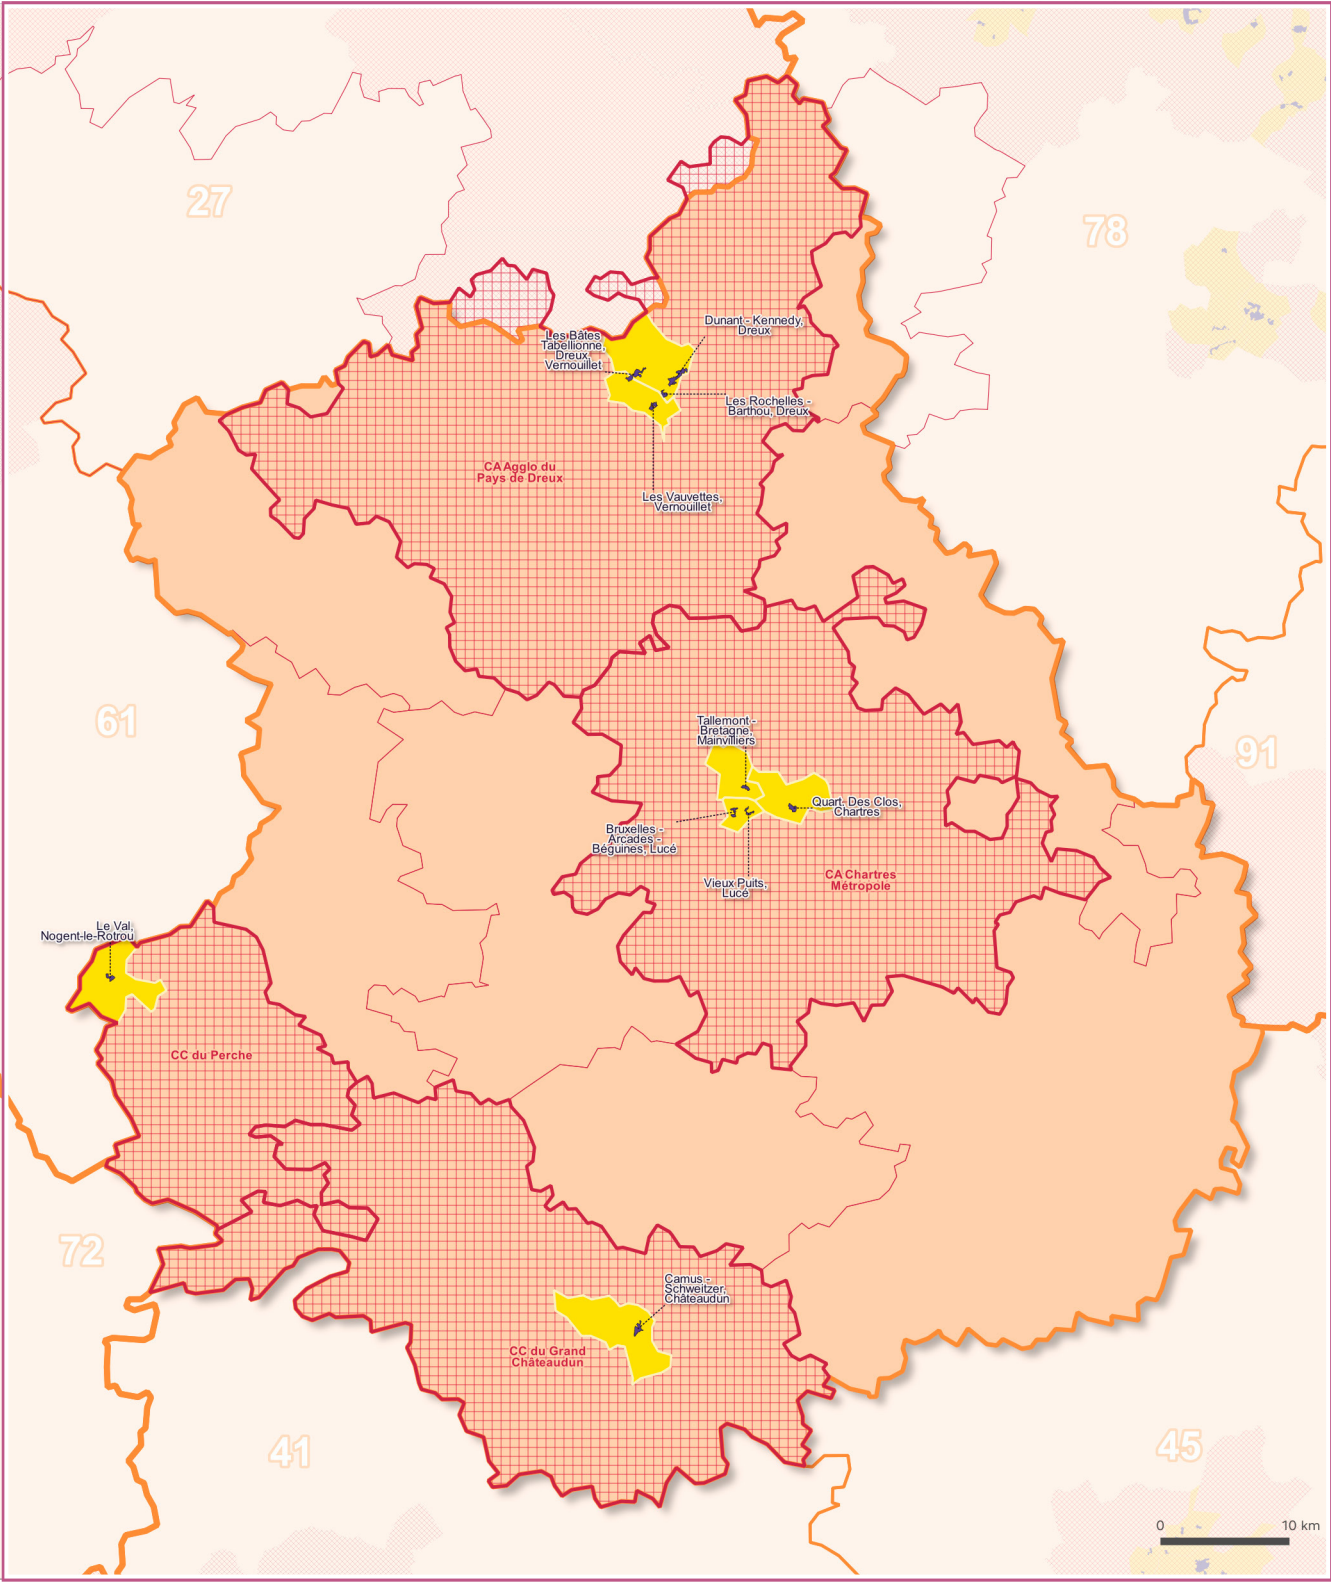 27
78
Dunant - Kennedy,
Dreux
Les Bâtes
Tabellionne,
Dreux,
Vernouillet
Les Rochelles -
Barthou, Dreux
CA Agglo du
Pays de Dreux
Les Vauvettes,
Vernouillet
61
Tallemont -
Bretagne,
Mainvilliers
91
Quart. Des Clos,
Chartres
Bruxelles -
Arcades -
Béguines, Lucé
CA Chartres
Métropole
Vieux Puits,
Lucé
Le Val,
Nogent-le-Rotrou
CC du Perche
72
Camus -
Schweitzer,
Châteaudun
CC du Grand
Châteaudun
41
45
0 10 km